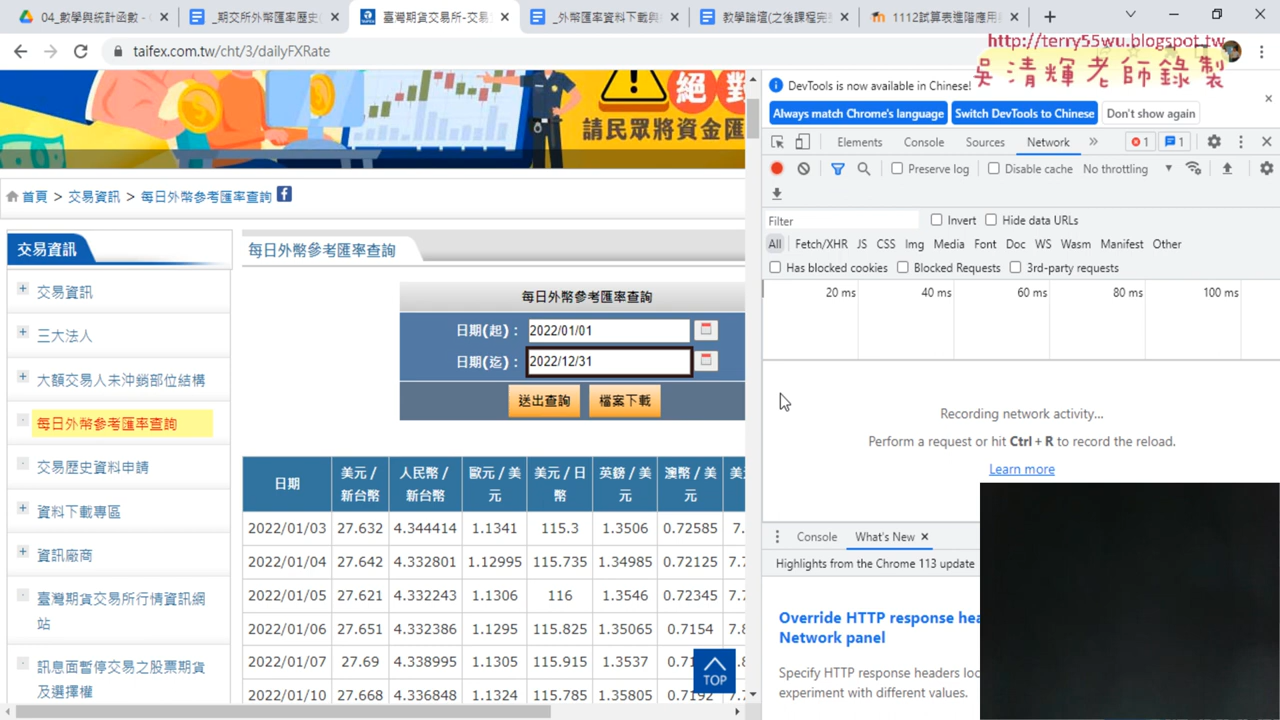 04_數學與統計函數 - G
_期交所外幣匯率歷史
臺灣期貨交易所-交易
_外幣匯率資料下載與
教學論壇(之後課程完
1112試算表進階應用
taifex.com.tw/cht/3/dailyFXRate
http://terry55wu.blogspot.tw
吳清輝老師錄製
絕對
請民眾將資金匯
首頁 > 交易資訊 > 每日外幣參考匯率查詢
交易資訊
交易資訊
三大法人
大額交易人未沖銷部位結構
每日外幣參考匯率查詢
交易歷史資料申請
資料下載專區
資訊廠商
臺灣期貨交易所行情資訊網
站
訊息面暫停交易之股票期貨
及選擇權
每日外幣參考匯率查詢
每日外幣參考匯率查詢
日期(起)： 2022/01/01
日期(迄)： 2022/12/31
送出查詢 檔案下載
日期 美元 / 新台幣 人民幣 / 新台幣 歐元 / 美元 美元 / 日幣 英鎊 / 美元 澳幣 / 美元 美
2022/01/03 27.632 4.344414 1.1341 115.3 1.3506 0.72585 7.
2022/01/04 27.642 4.332801 1.12995 115.735 1.34985 0.72125 7.7
2022/01/05 27.621 4.332243 1.1306 116 1.3546 0.72345 7.7
2022/01/06 27.651 4.332386 1.1295 115.825 1.35065 0.7154 7.8
2022/01/07 27.69 4.338995 1.1305 115.915 1.3537
2022/01/10 27.668 4.336848 1.1324 115.785 1.35805 0.7192 7.7
TOP
DevTools is now available in Chinese!
Always match Chrome's language Switch DevTools to Chinese Don't show again
Elements Console Sources Network 1 1
Preserve log Disable cache No throttling
Filter Invert Hide data URLs
All Fetch/XHR JS CSS Img Media Font Doc WS Wasm Manifest Other
Has blocked cookies Blocked Requests 3rd-party requests
20 ms 40 ms 60 ms 80 ms 100 ms
Recording network activity...
Perform a request or hit Ctrl + R to record the reload.
Learn more
Console What's New
Highlights from the Chrome 113 update
Override HTTP response hea
Network panel
Specify HTTP response headers loc
experiment with different values.